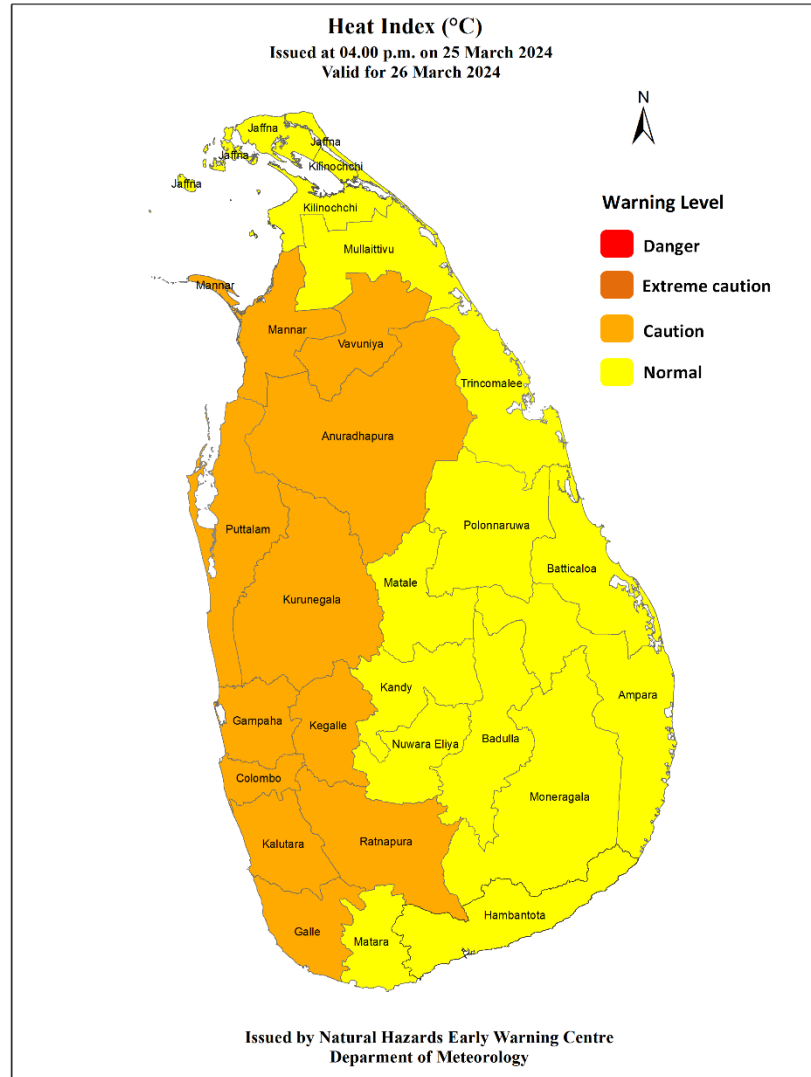 Heat Index (°C)
Issued at 04.00 p.m. on 25 March 2024
Valid for 26 March 2024
N
Warning Level
Danger
Extreme caution
Caution
Normal
Jaffna
Jaffna
Jaffna
Kilinochchi
Jaffna
Kilinochchi
Mullaittivu
Mannar
Mannar
Vavuniya
Trincomalee
Anuradhapura
Puttalam
Polonnaruwa
Batticaloa
Matale
Kurunegala
Kandy
Ampara
Gampaha
Kegalle
Nuwara Eliya
Badulla
Colombo
Moneragala
Kalutara
Ratnapura
Hambantota
Galle
Matara
Issued by Natural Hazards Early Warning Centre
Deparment of Meteorology